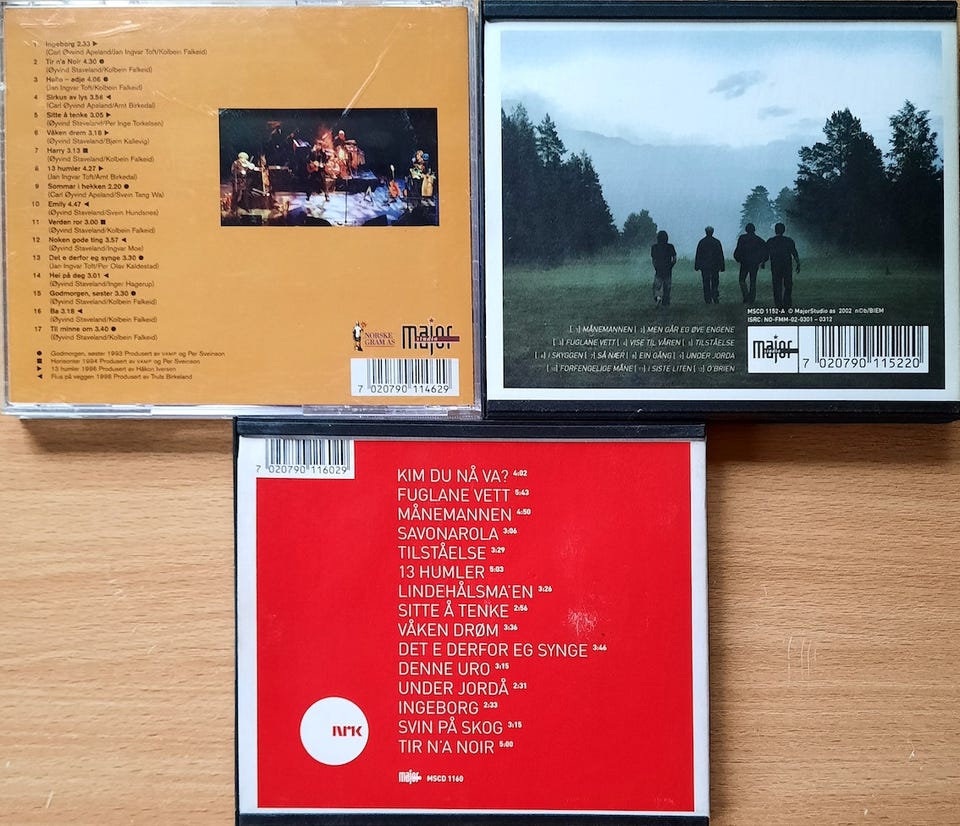 1 Ingeborg 2.33 ▶
(Carl Øyvind Apeland/Jan Ingvar Toft/Kolbein Falkeid)
2 Tir n'a Noir 4.30 ●
(Øyvind Staveland/Kolbein Falkeid)
3 Hallo – adjø 4.06 ●
(Jan Ingvar Toft/Kolbein Falkeid)
4 Sirkus av lys 3.56 ◀
(Carl Øyvind Apeland/Arnt Birkedal)
5 Sitte å tenke 3.05 ▶
(Øyvind Staveland/Per Inge Torkelsen)
6 Våken drøm 3.18 ▶
(Øyvind Staveland/Bjørn Kallevig)
7 Harry 3.13 ■
(Øyvind Staveland/Kolbein Falkeid)
8 13 humler 4.27 ▶
(Jan Ingvar Toft/Arnt Birkedal)
9 Sommar i hekken 2.20 ●
(Carl Øyvind Apeland/Svein Tang Wa)
10 Emily 4.47 ◀
(Øyvind Staveland/Svein Hundsnes)
11 Verden ror 3.00 ■
(Øyvind Staveland/Kolbein Falkeid)
12 Noken gode ting 3.57 ◀
(Øyvind Staveland/Ingvar Moe)
13 Det e derfor eg synge 3.30 ●
(Jan Ingvar Toft/Per Olav Kaldestad)
14 Hei på deg 3.01 ◀
(Øyvind Staveland/Inger Hagerup)
15 Godmorgen, søster 3.30 ●
(Øyvind Staveland/Kolbein Falkeid)
16 Ba 3.18 ◀
(Øyvind Staveland/Kolbein Falkeid)
17 Til minne om 3.40 ●
(Øyvind Staveland/Kolbein Falkeid)
● Godmorgen, søster 1993 Produsert av VAMP og Per Sveinson
■ Horisonter 1994 Produsert av VAMP og Per Sveinson
▼ 13 humler 1996 Produsert av Håkon Iversen
◀ Flua på veggen 1998 Produsert av Truls Birkeland
NORSKE GRAM AS
major studio
7 020790 114629
MSCD 1152-A © MajorStudio as 2002 nCb/BIEM
ISRC: NO-FMM-02-0301 - 0312
MÅNEMANNEN MEN GÅR EG ØVE ENGENE
FUGLANE VETT VISE TIL VÅREN TILSTÅELSE
SKYGGEN SÅ NÆR EIN GÅNG UNDER JORDA
FORFENGELIGE MÅNE I SISTE LITEN O'BRIEN
major studio
7 020790 115220
7 020790 116029
KIM DU NÅ VA? 4:02
FUGLANE VETT 5:43
MÅNEMANNEN 4:50
SAVONAROLA 3:06
TILSTÅELSE 3:29
13 HUMLER 5:03
LINDEHÅLSMA'EN 3:26
SITTE Å TENKE 2:56
VÅKEN DRØM 3:36
DET E DERFOR EG SYNGE 3:46
DENNE URO 3:15
UNDER JORDÅ 2:31
INGEBORG 2:33
SVIN PÅ SKOG 3:15
TIR N'A NOIR 5:00
NRK
major MSCD 1160